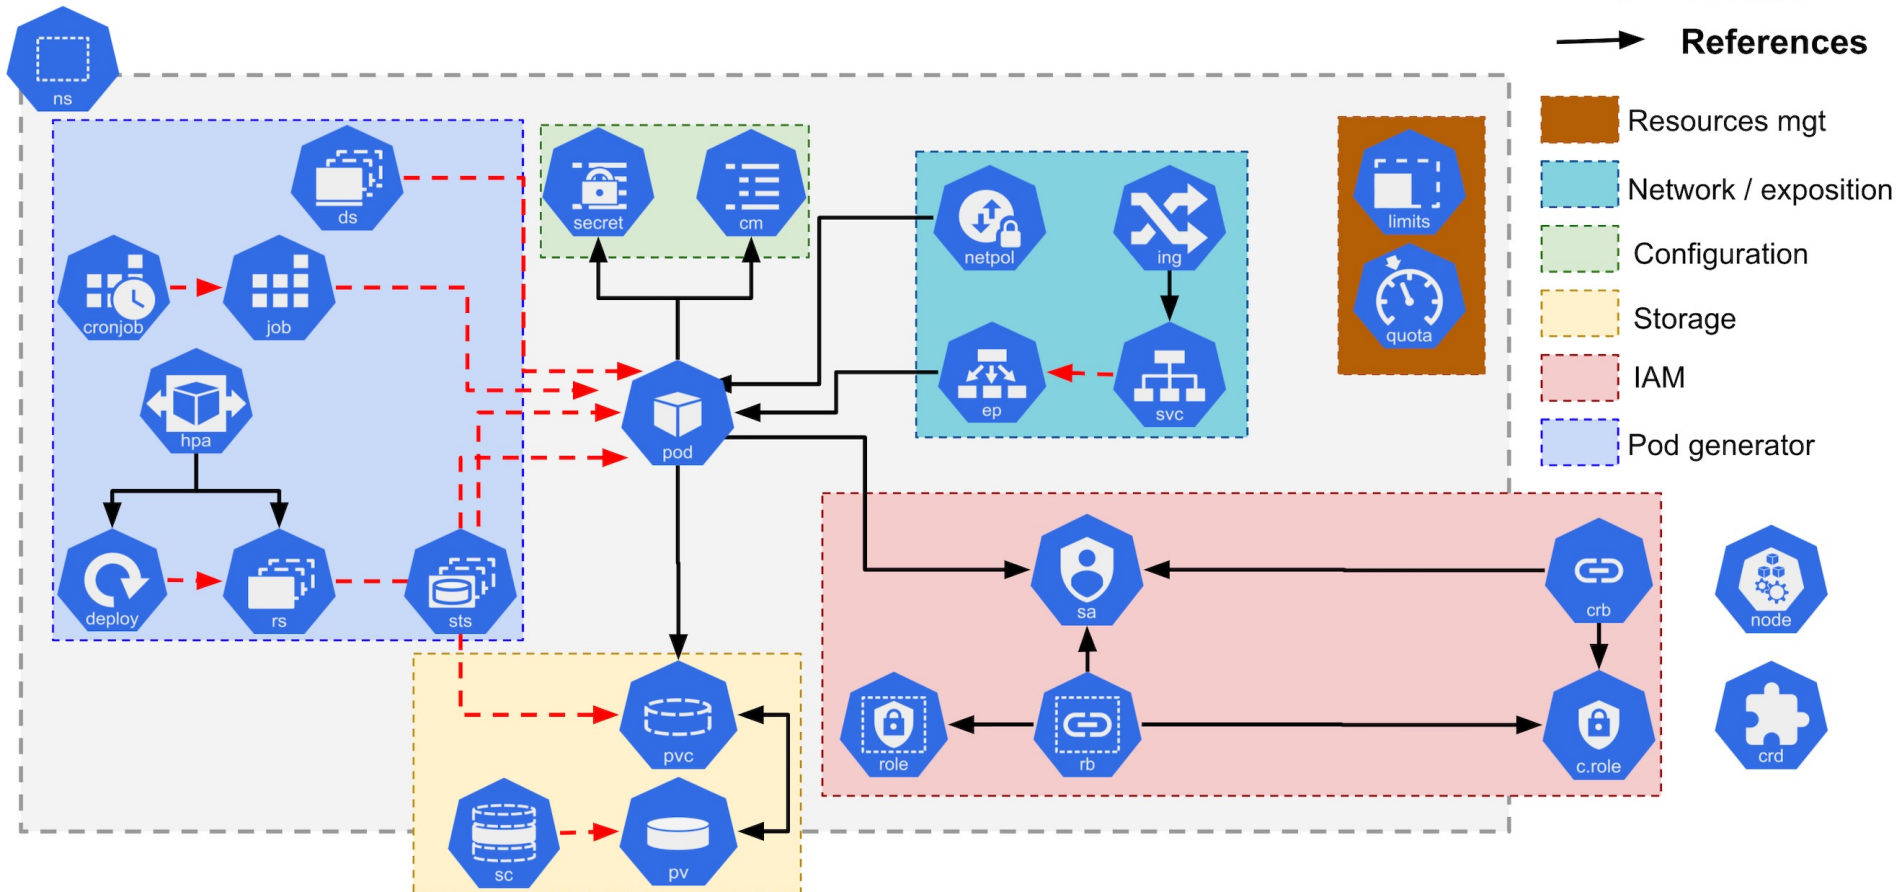 References
ns
Resources mgt
Network / exposition
Configuration
Storage
IAM
Pod generator
ds
secret
cm
netpol
ing
limits
cronjob
job
quota
hpa
pod
ep
svc
deploy
rs
sts
sa
crb
node
pvc
role
rb
c.role
crd
sc
pv